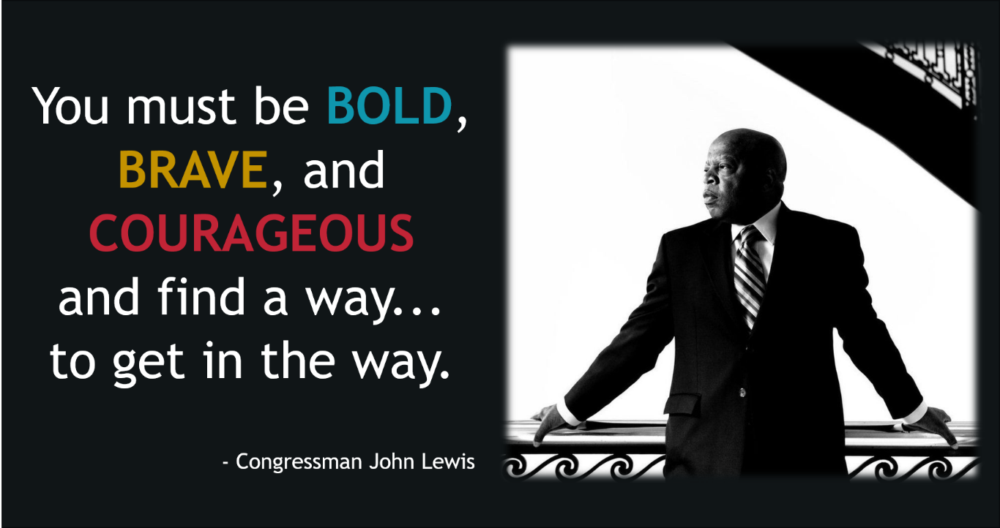 You must be BOLD,
BRAVE, and
COURAGEOUS
and find a way...
to get in the way.
- Congressman John Lewis